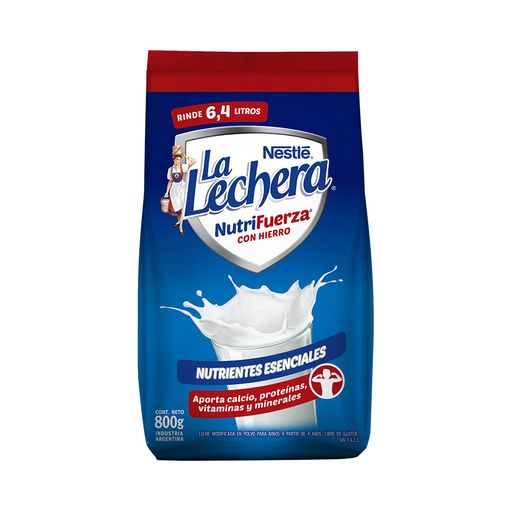 RINDE 6,4 LITROS
Nestlé®
La
Lechera®
NutriFuerza®
CON HIERRO
NUTRIENTES ESENCIALES
Aporta calcio, proteínas,
vitaminas y minerales
CONT. NETO
800g
INDUSTRIA
ARGENTINA
LECHE MODIFICADA EN POLVO PARA NIÑOS A PARTIR DE 4 AÑOS. LIBRE DE GLUTEN.
SIN T.A.C.C.